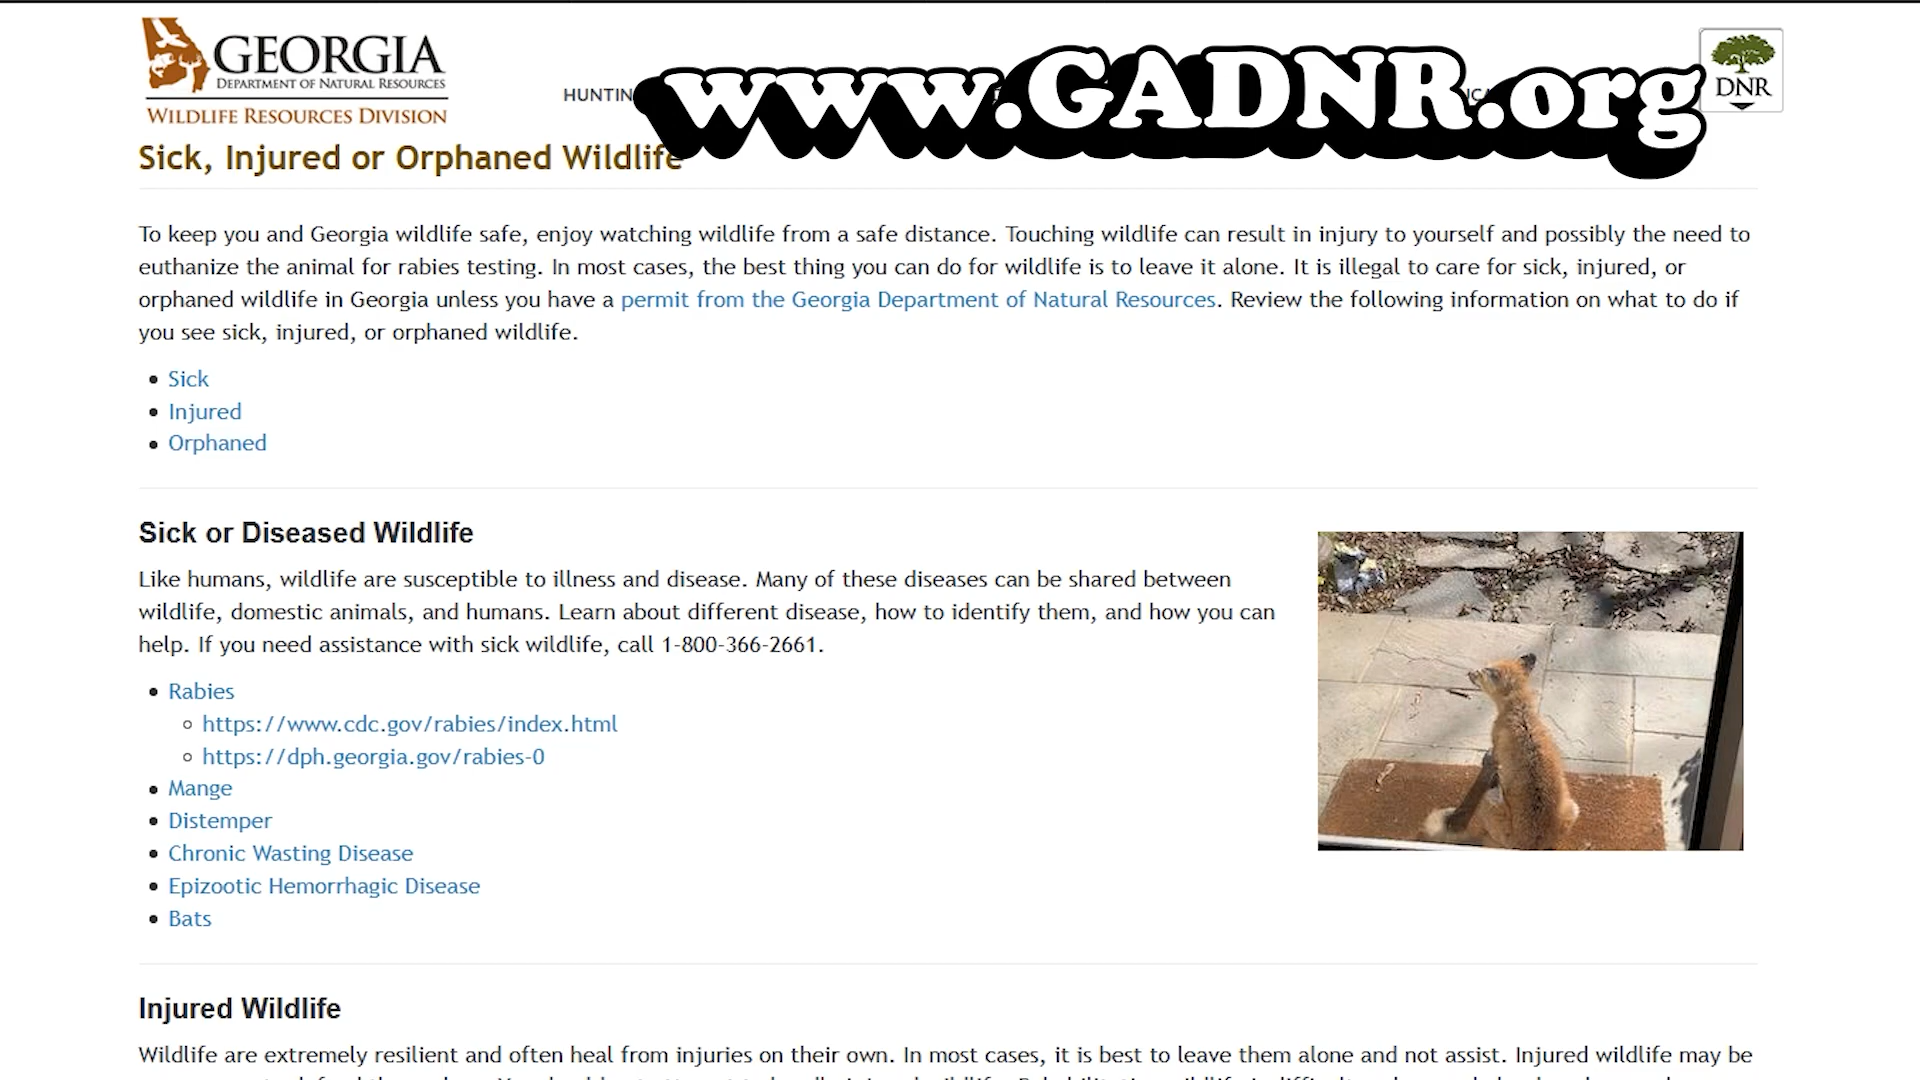 GEORGIA
DEPARTMENT OF NATURAL RESOURCES
WILDLIFE RESOURCES DIVISION
www.GADNR.org
DNR
Sick, Injured or Orphaned Wildlife
To keep you and Georgia wildlife safe, enjoy watching wildlife from a safe distance. Touching wildlife can result in injury to yourself and possibly the need to
euthanize the animal for rabies testing. In most cases, the best thing you can do for wildlife is to leave it alone. It is illegal to care for sick, injured, or
orphaned wildlife in Georgia unless you have a permit from the Georgia Department of Natural Resources. Review the following information on what to do if
you see sick, injured, or orphaned wildlife.
• Sick
• Injured
• Orphaned
Sick or Diseased Wildlife
Like humans, wildlife are susceptible to illness and disease. Many of these diseases can be shared between
wildlife, domestic animals, and humans. Learn about different disease, how to identify them, and how you can
help. If you need assistance with sick wildlife, call 1-800-366-2661.
• Rabies
◦ https://www.cdc.gov/rabies/index.html
◦ https://dph.georgia.gov/rabies-0
• Mange
• Distemper
• Chronic Wasting Disease
• Epizootic Hemorrhagic Disease
• Bats
Injured Wildlife
Wildlife are extremely resilient and often heal from injuries on their own. In most cases, it is best to leave them alone and not assist. Injured wildlife may be